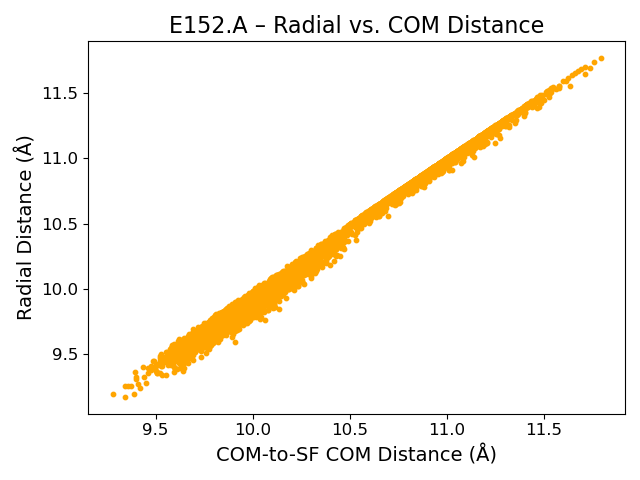 E152.A – Radial vs. COM Distance
Radial Distance (Å)
11.5
11.0
10.5
10.0
9.5
9.5 10.0 10.5 11.0 11.5
COM-to-SF COM Distance (Å)